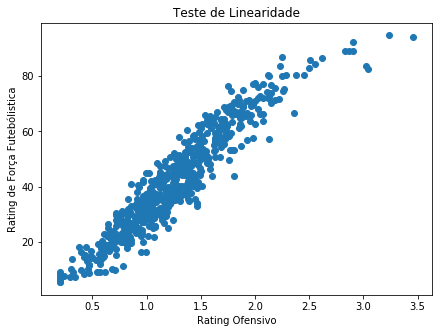 Teste de Linearidade
Rating de Força Futebolística
80
60
40
20
0.5 1.0 1.5 2.0 2.5 3.0 3.5
Rating Ofensivo